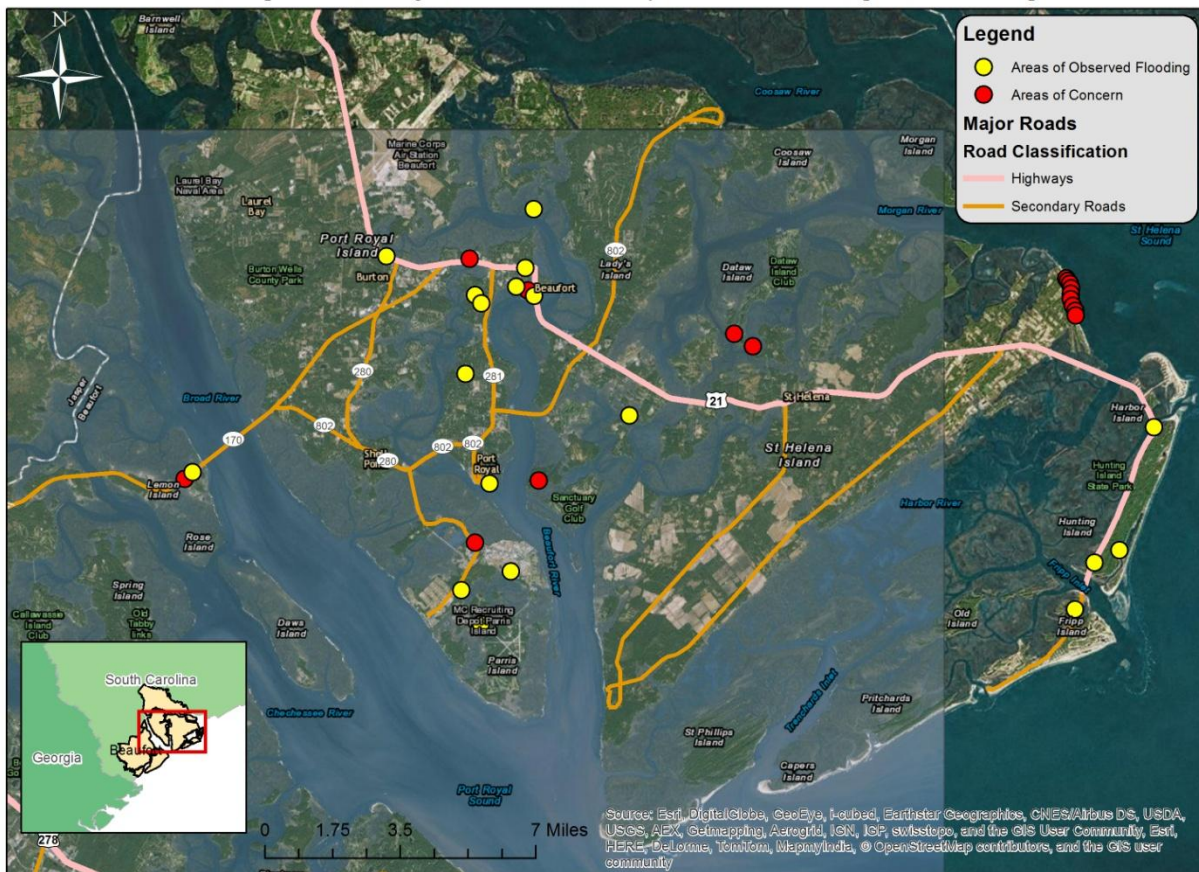 Barnwell
Island
N
Coosaw River
Marine Corps
Air Station
Beaufort
Coosaw
Island
Morgan
Island
Laurel Bay
Naval Area
Laurel
Bay
Morgan River
St Helena
Sound
Port Royal
Island
802
Lady's
Island
Burton Wells
County Park
Burton
Dataw
Island
Dataw
Island
Club
Beaufort
280
281
Jasper
Beaufort
Broad River
21
St Helena
Harbor
Island
170
802
802
802
280
Port
Royal
St Helena
Island
Hunting
Island
State Park
Lemon
Island
Sanctuary
Golf
Club
Harbor River
Rose
Island
Beaufort River
Hunting
Island
Spring
Island
Fripp Inlet
Callawassie
Island
Club
Old
Tabby
links
Daws
Island
MC Recruiting
Depot-Parris
Island
Old
Island
Fripp
Island
Parris
Island
Trenchards Inlet
Pritchards
Island
Chechessee River
St Phillips
Island
Capers
Island
Port Royal
Sound
Legend
Areas of Observed Flooding
Areas of Concern
Major Roads
Road Classification
Highways
Secondary Roads
South Carolina
Georgia
Beaufort
278
0 1.75 3.5 7 Miles
Source: Esri, DigitalGlobe, GeoEye, i-cubed, Earthstar Geographics, CNES/Airbus DS, USDA,
USGS, AEX, Getmapping, Aerogrid, IGN, IGP, swisstopo, and the GIS User Community, Esri,
HERE, DeLorme, TomTom, MapmyIndia, © OpenStreetMap contributors, and the GIS user
community